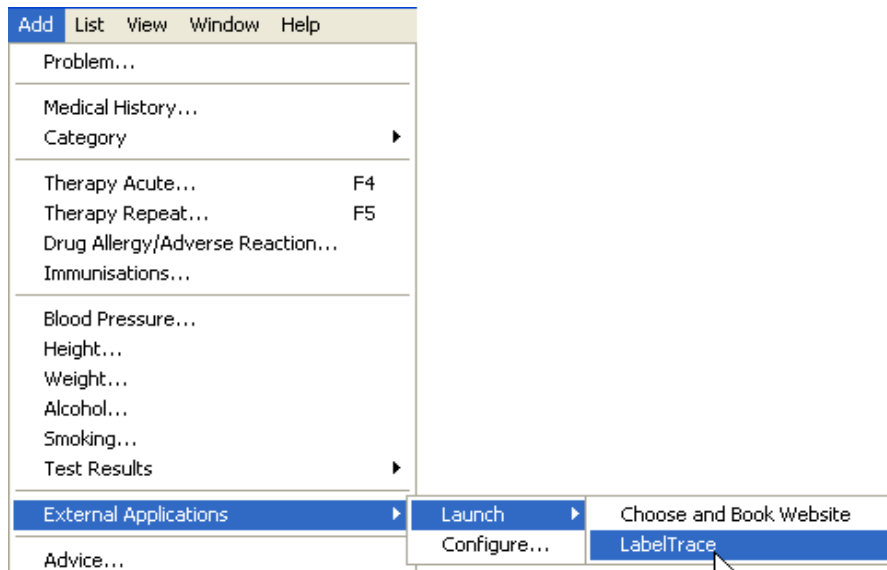 Add List View Window Help
Problem...
Medical History...
Category
Therapy Acute... F4
Therapy Repeat... F5
Drug Allergy/Adverse Reaction...
Immunisations...
Blood Pressure...
Height...
Weight...
Alcohol...
Smoking...
Test Results
External Applications Launch Choose and Book Website
Configure... LabelTrace
Advice...